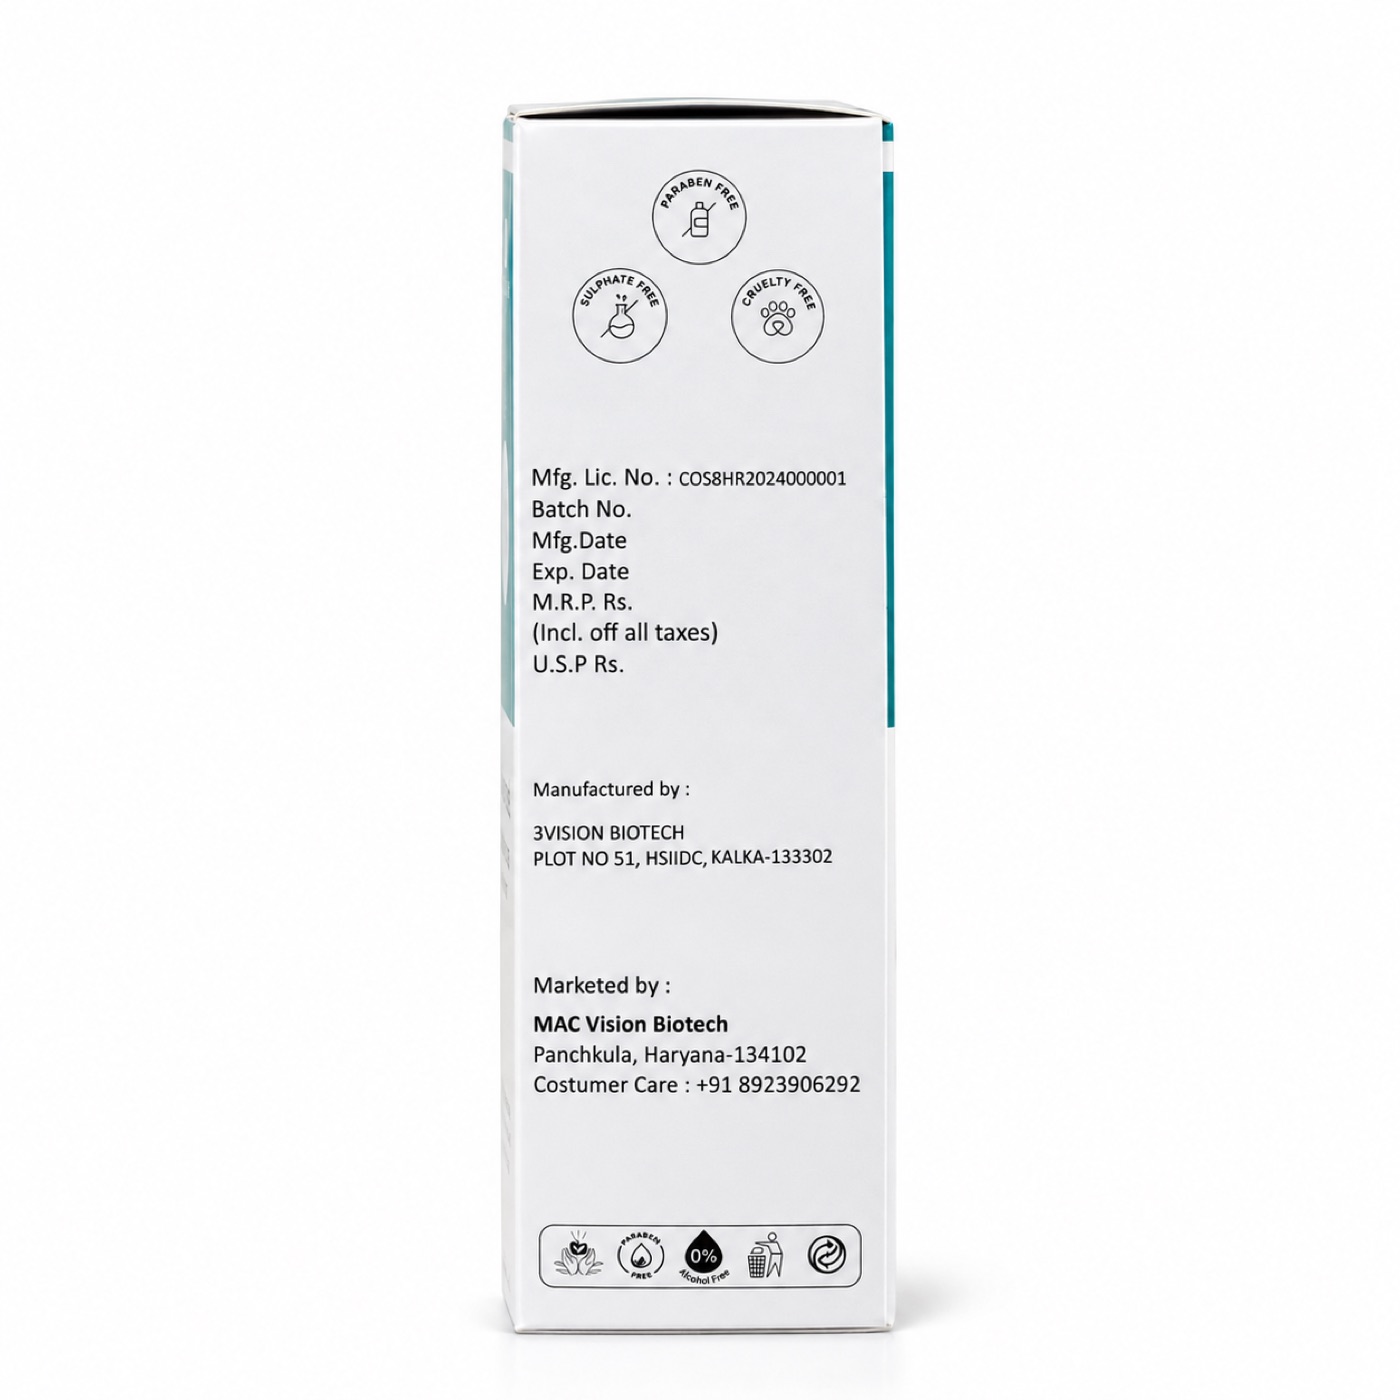 PARABEN FREE
SULPHATE FREE
CRUELTY FREE
Mfg. Lic. No. : COS8HR2024000001
Batch No.
Mfg.Date
Exp. Date
M.R.P. Rs.
(Incl. off all taxes)
U.S.P Rs.
Manufactured by :
3VISION BIOTECH
PLOT NO 51, HSIIDC, KALKA-133302
Marketed by :
MAC Vision Biotech
Panchkula, Haryana-134102
Costumer Care : +91 8923906292
PARABEN FREE
0%
Alcohol Free